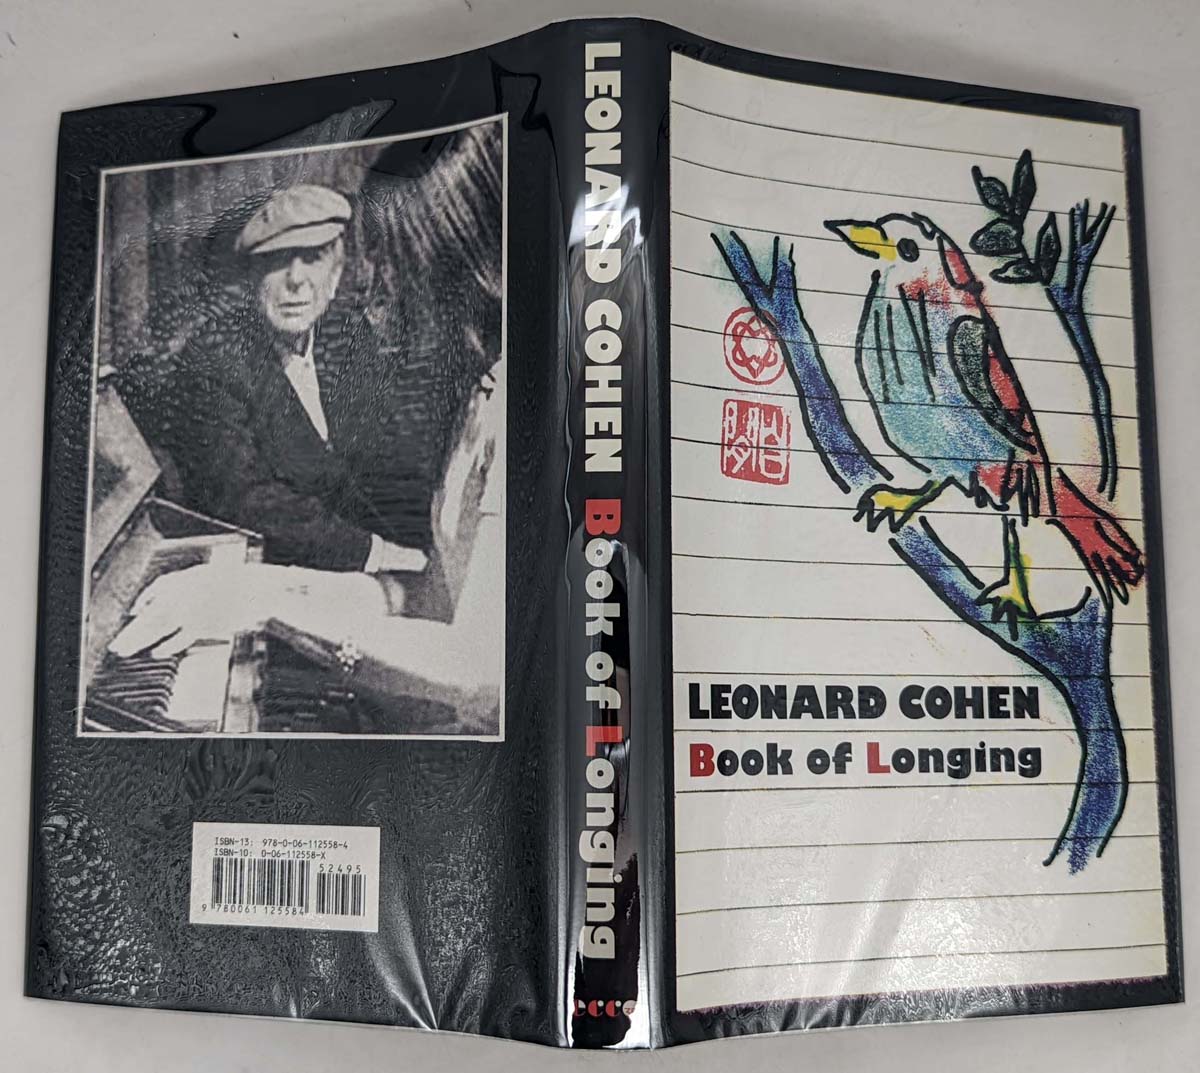 ISBN-13: 978-0-06-112558-4
ISBN-10: 0-06-112558-X
52495
9 780061 125584
LEONARD COHEN Book of Longing
ecco
LEONARD COHEN
Book of Longing